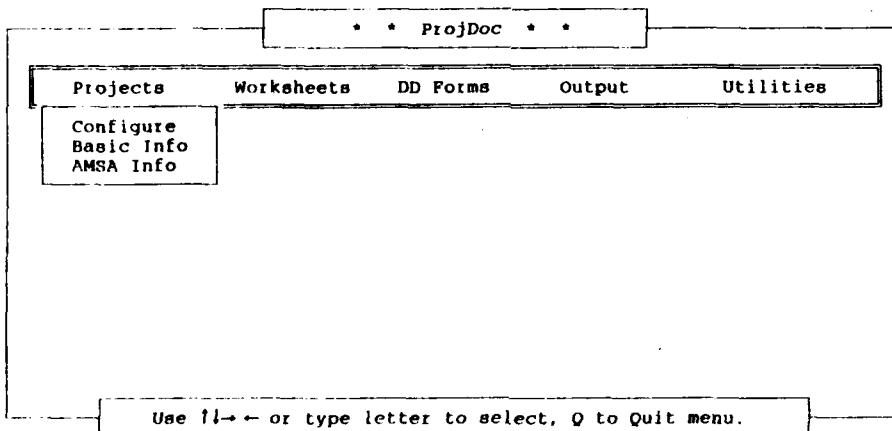 * * ProjDoc * *
Projects Worksheets DD Forms Output Utilities
Configure
Basic Info
AMSA Info
Use ↑↓→← or type letter to select, Q to Quit menu.